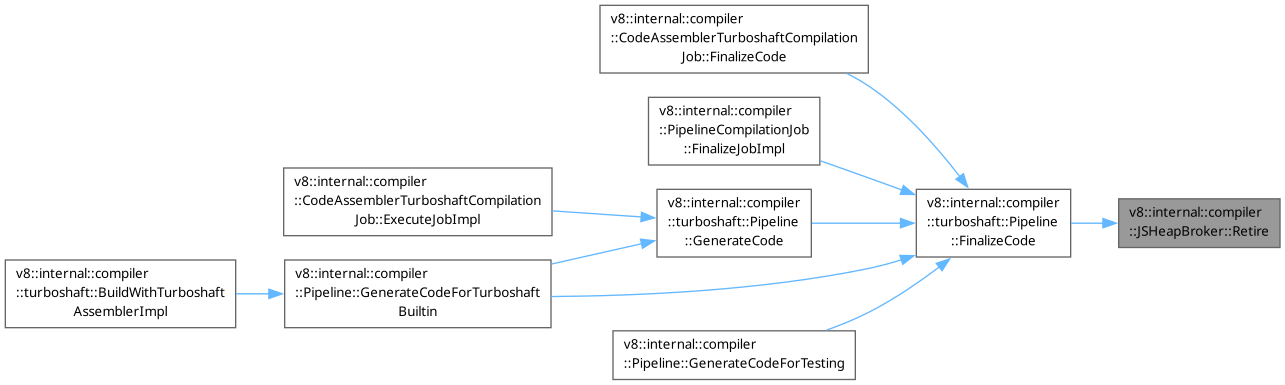 v8::internal::compiler
::CodeAssemblerTurboshaftCompilation
Job::FinalizeCode
v8::internal::compiler
::PipelineCompilationJob
::FinalizeJobImpl
v8::internal::compiler
::CodeAssemblerTurboshaftCompilation
Job::ExecuteJobImpl
v8::internal::compiler
::turboshaft::Pipeline
::GenerateCode
v8::internal::compiler
::turboshaft::Pipeline
::FinalizeCode
v8::internal::compiler
::JSHeapBroker::Retire
v8::internal::compiler
::turboshaft::BuildWithTurboshaft
AssemblerImpl
v8::internal::compiler
::Pipeline::GenerateCodeForTurboshaft
Builtin
v8::internal::compiler
::Pipeline::GenerateCodeForTesting